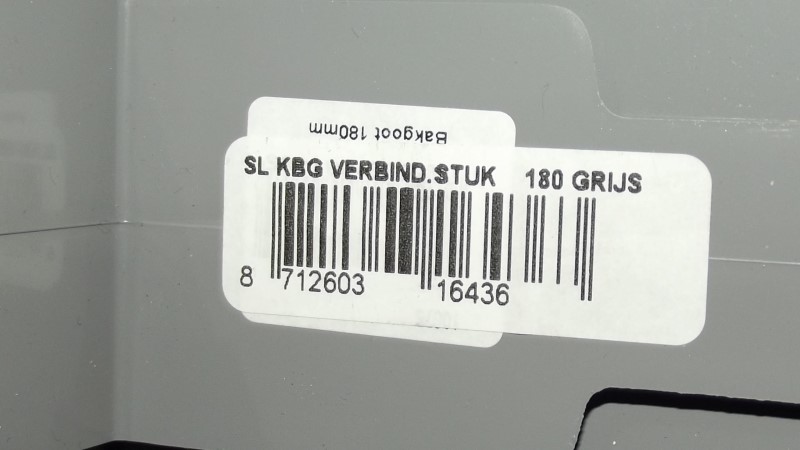 Bakgoot 180mm
SL KBG VERBIND.STUK 180 GRIJS
8 712603 16436